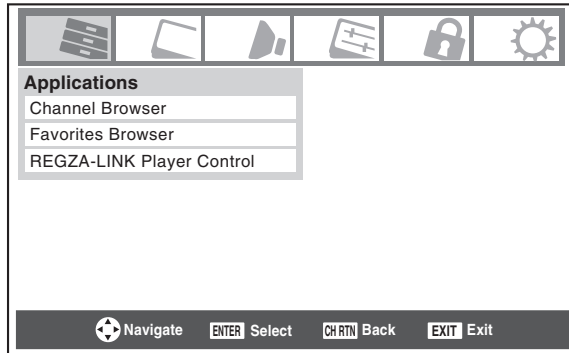 Applications
Channel Browser
Favorites Browser
REGZA-LINK Player Control
Navigate ENTER Select CH RTN Back EXIT Exit